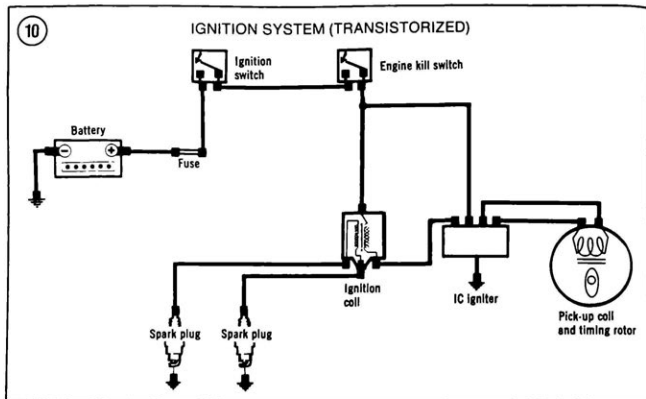 10
IGNITION SYSTEM (TRANSISTORIZED)
Ignition
switch
Engine kill switch
Battery
Fuse
Ignition
coil
IC igniter
Pick-up coil
and timing rotor
Spark plug
Spark plug